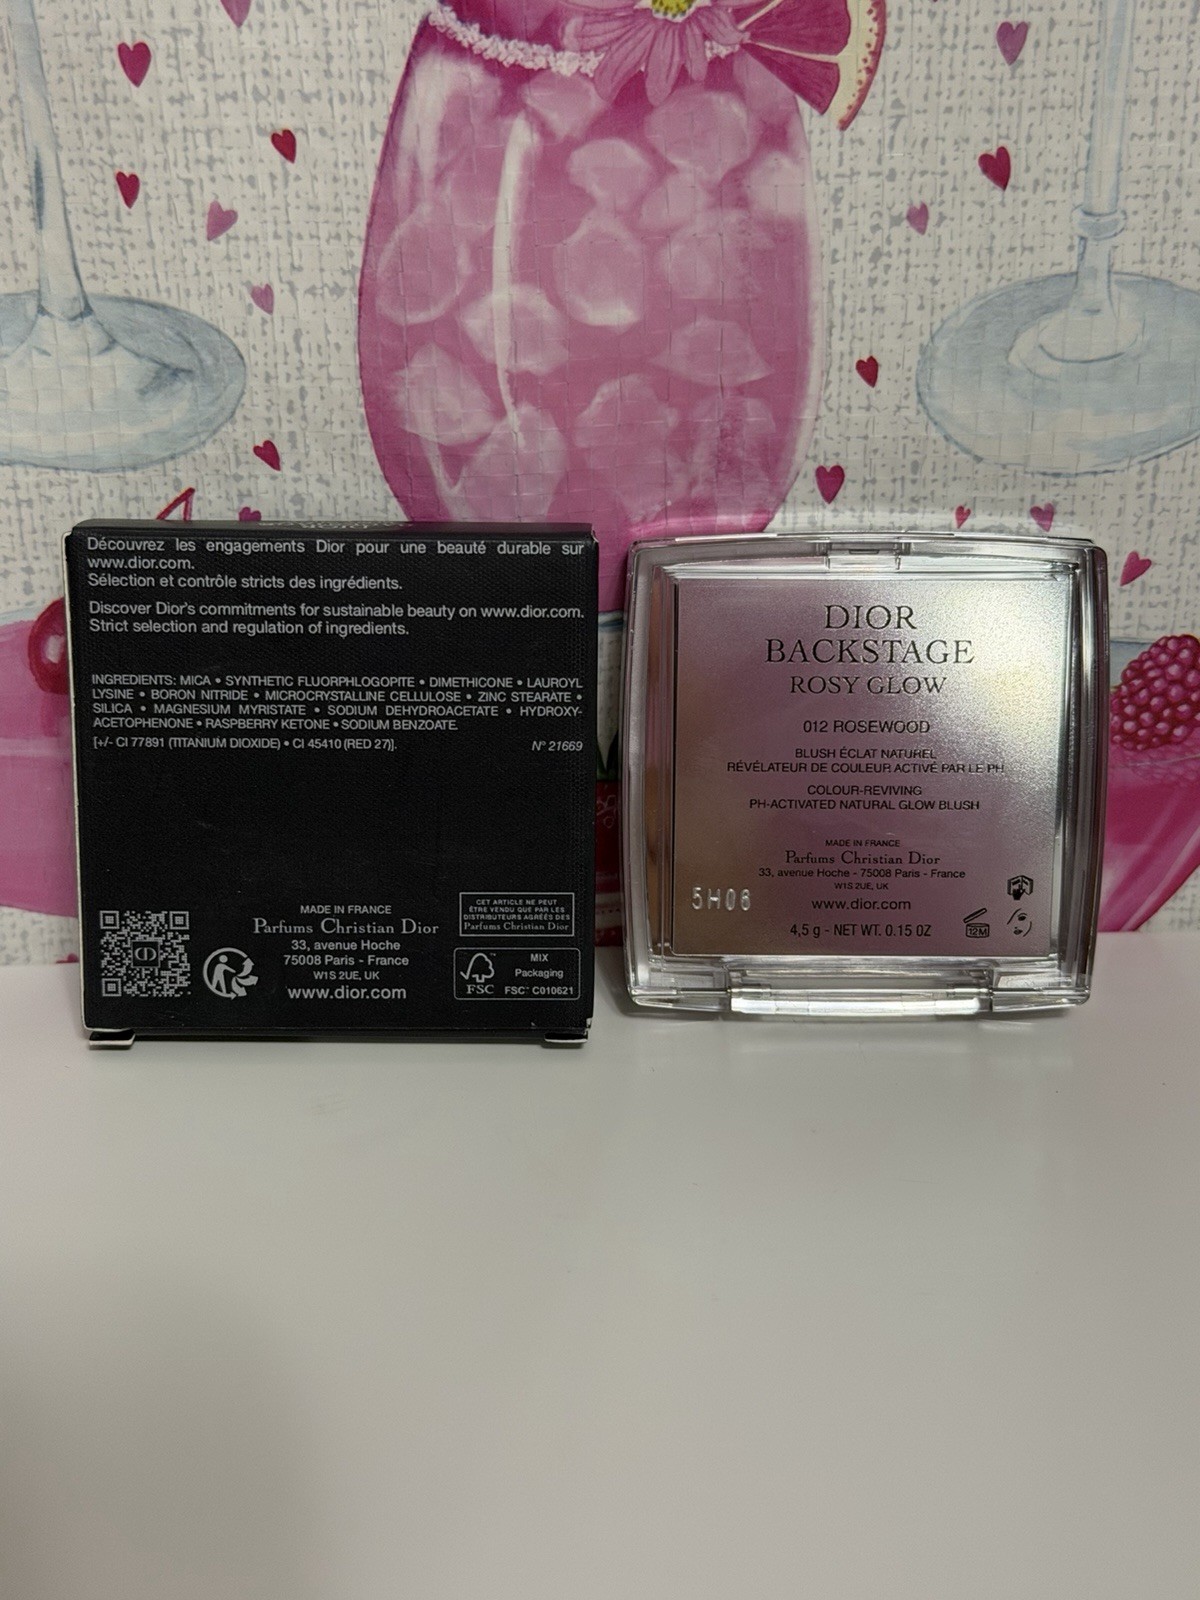 Découvrez les engagements Dior pour une beauté durable sur
www.dior.com.
Sélection et contrôle stricts des ingrédients.
Discover Dior's commitments for sustainable beauty on www.dior.com.
Strict selection and regulation of ingredients.
INGREDIENTS: MICA • SYNTHETIC FLUORPHLOGOPITE • DIMETHICONE • LAUROYL
LYSINE • BORON NITRIDE • MICROCRYSTALLINE CELLULOSE • ZINC STEARATE •
SILICA • MAGNESIUM MYRISTATE • SODIUM DEHYDROACETATE • HYDROXY-
ACETOPHENONE • RASPBERRY KETONE • SODIUM BENZOATE.
[+/- CI 77891 (TITANIUM DIOXIDE) • CI 45410 (RED 27)].
N° 21669
MADE IN FRANCE
Parfums Christian Dior
33, avenue Hoche
75008 Paris - France
W1S 2UE, UK
www.dior.com
CET ARTICLE NE PEUT
ÊTRE VENDU QUE PAR LES
DISTRIBUTEURS AGRÉÉS DES
Parfums Christian Dior
FSC™
MIX
Packaging
FSC™ C010621
DIOR
BACKSTAGE
ROSY GLOW
012 ROSEWOOD
BLUSH ÉCLAT NATUREL
RÉVÉLATEUR DE COULEUR ACTIVÉ PAR LE PH
COLOUR-REVIVING
PH-ACTIVATED NATURAL GLOW BLUSH
MADE IN FRANCE
Parfums Christian Dior
33, avenue Hoche - 75008 Paris - France
W1S 2UE, UK
www.dior.com
5H06
4,5 g - NET WT. 0.15 OZ
12M